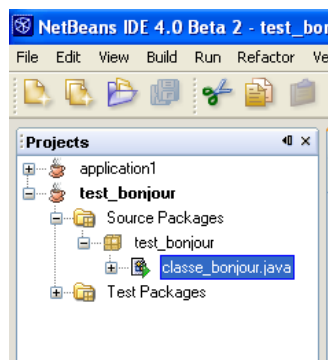 NetBeans IDE 4.0 Beta 2 - test_bon
File Edit View Build Run Refactor Ve
Projects
application1
test_bonjour
Source Packages
test_bonjour
classe_bonjour.java
Test Packages